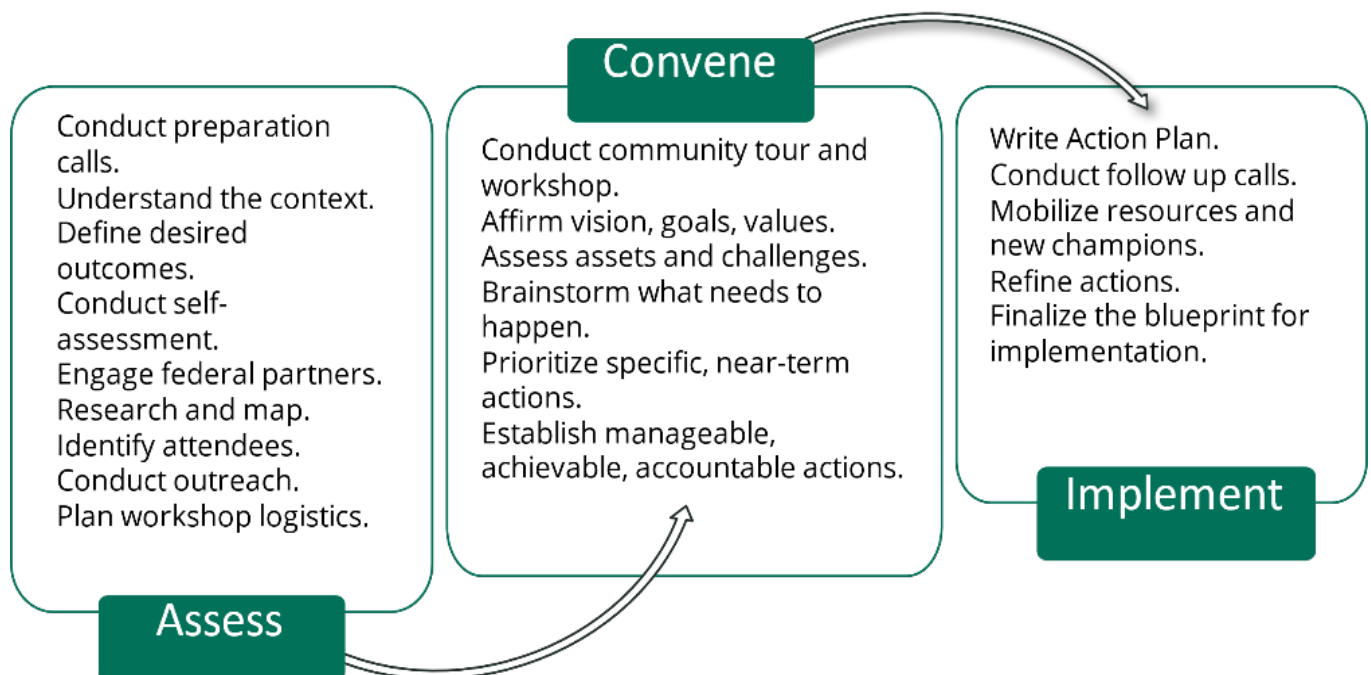 Conduct preparation
calls.
Understand the context.
Define desired
outcomes.
Conduct self-
assessment.
Engage federal partners.
Research and map.
Identify attendees.
Conduct outreach.
Plan workshop logistics.
Assess
Convene
Conduct community tour and
workshop.
Affirm vision, goals, values.
Assess assets and challenges.
Brainstorm what needs to
happen.
Prioritize specific, near-term
actions.
Establish manageable,
achievable, accountable actions.
Write Action Plan.
Conduct follow up calls.
Mobilize resources and
new champions.
Refine actions.
Finalize the blueprint for
implementation.
Implement